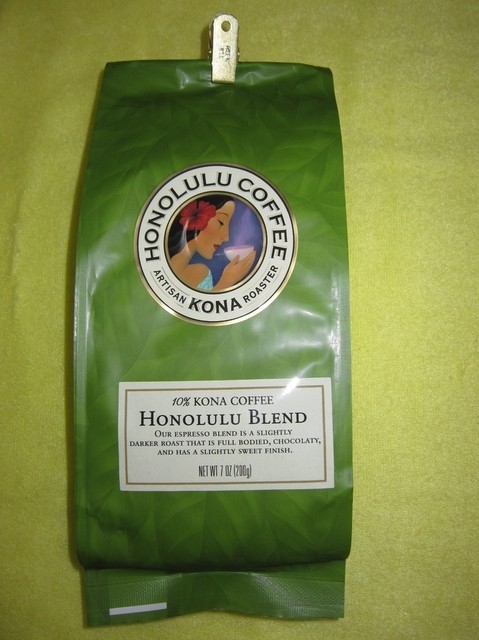 HONOLULU COFFEE
ARTISAN KONA ROASTER
10% KONA COFFEE
HONOLULU BLEND
OUR ESPRESSO BLEND IS A SLIGHTLY
DARKER ROAST THAT IS FULL BODIED, CHOCOLATY,
AND HAS A SLIGHTLY SWEET FINISH.
NET WT 7 OZ (200g)